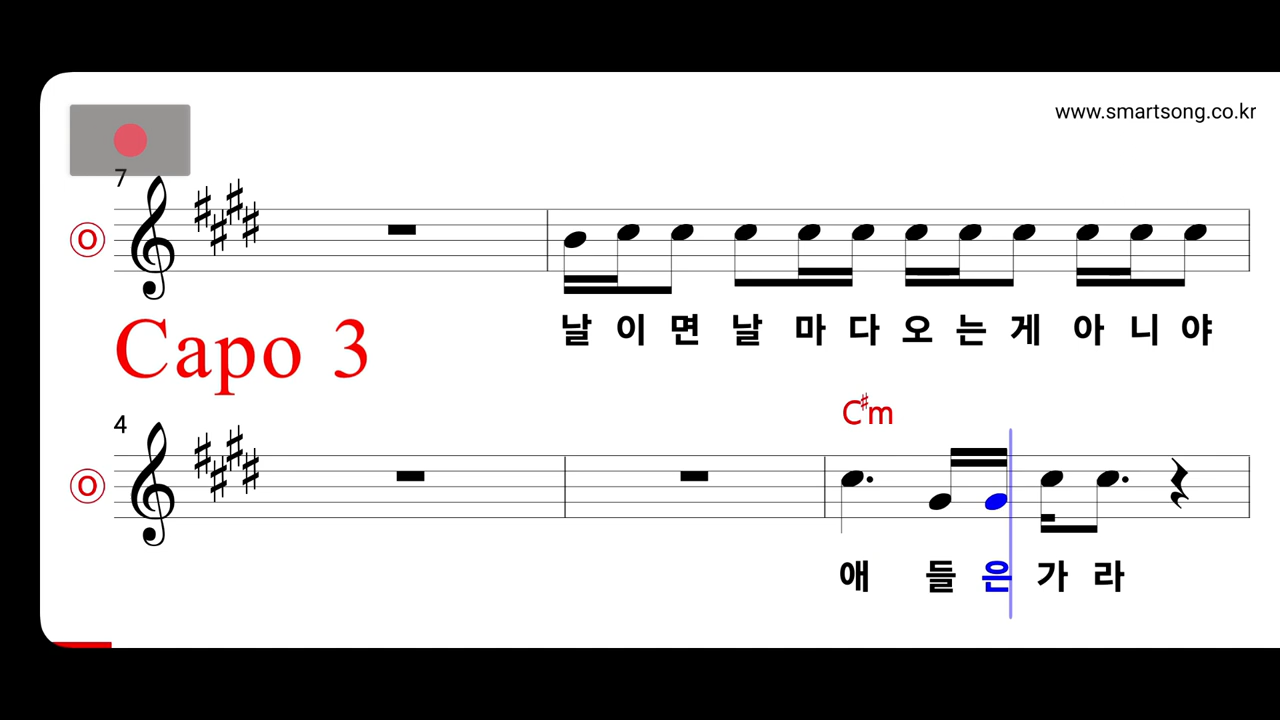 www.smartsong.co.kr
7
O
날 이 면 날 마 다 오 는 게 아 니 야
Capo 3
4
C#m
O
애 들 은 가 라